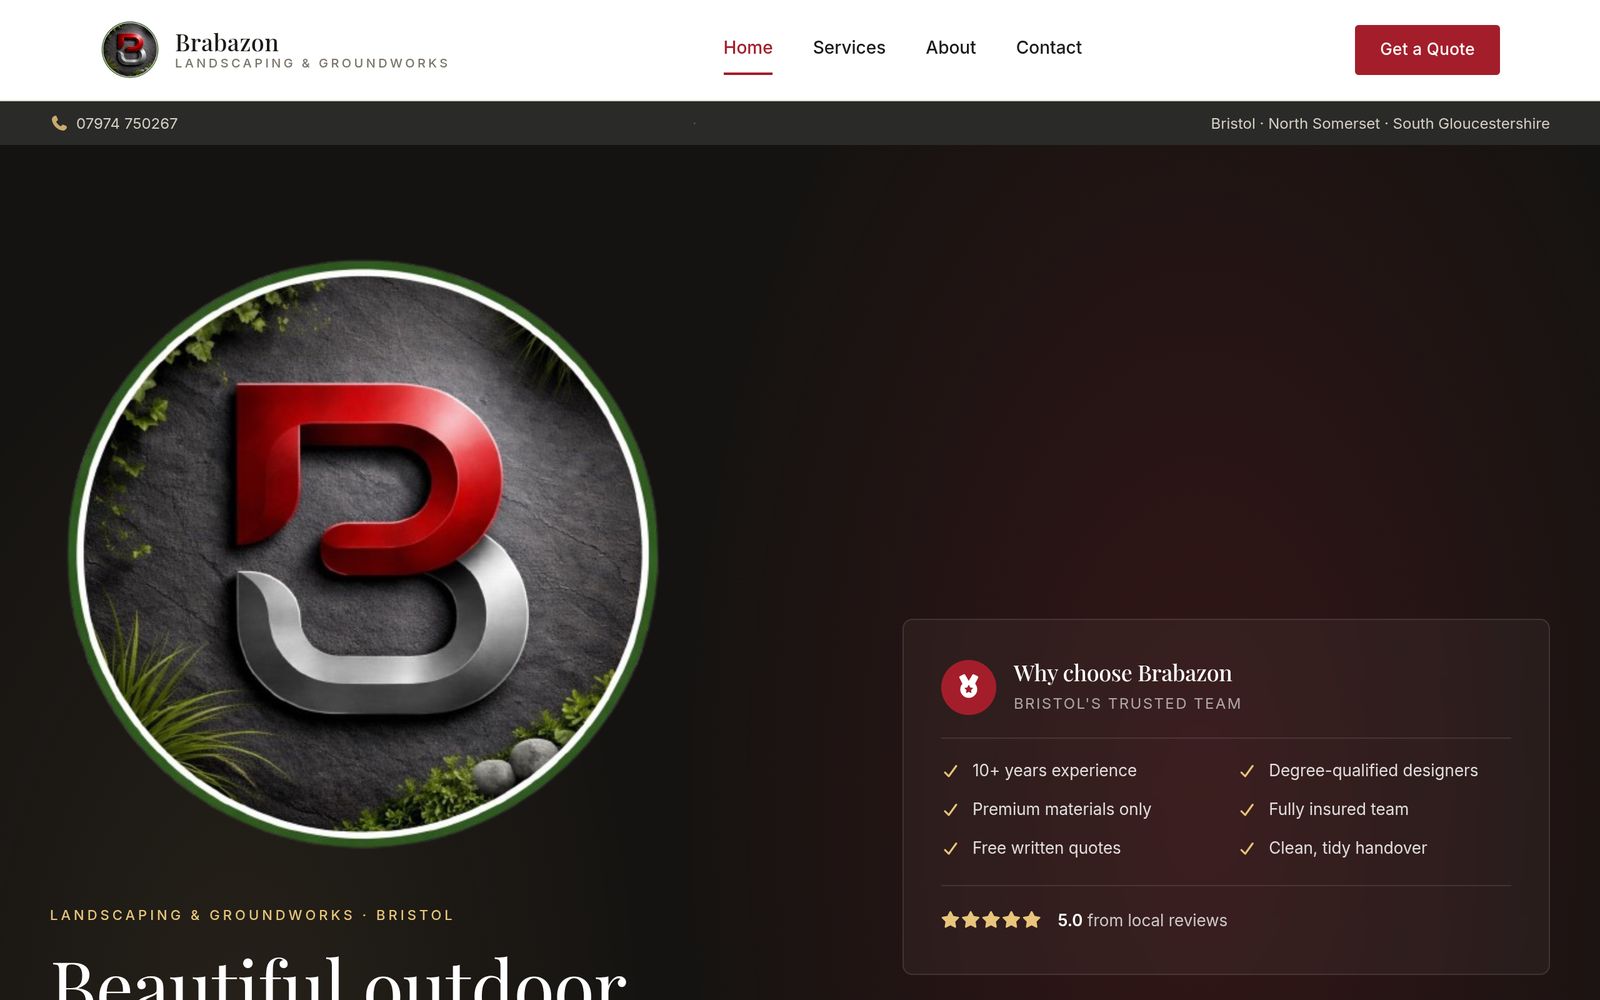 Brabazon
LANDSCAPING & GROUNDWORKS
Home
Services
About
Contact
Get a Quote
07974 750267
·
Bristol · North Somerset · South Gloucestershire
B
Why choose Brabazon
BRISTOL'S TRUSTED TEAM
10+ years experience
Degree-qualified designers
Premium materials only
Fully insured team
Free written quotes
Clean, tidy handover
5.0 from local reviews
LANDSCAPING & GROUNDWORKS · BRISTOL
Beautiful outdoor